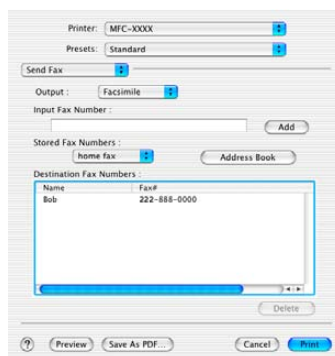 Printer: MFC-XXXX
Presets: Standard
Send Fax
Output : Facsimile
Input Fax Number :
Add
Stored Fax Numbers :
home fax Address Book
Destination Fax Numbers :
Name Fax#
Bob 222-888-0000
Delete
? Preview Save As PDF... Cancel Print